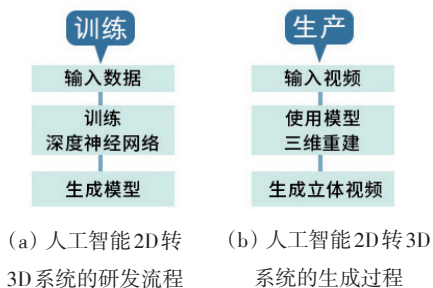 训练
输入数据
训练
深度神经网络
生成模型
(a) 人工智能2D转
3D系统的研发流程
生产
输入视频
使用模型
三维重建
生成立体视频
(b) 人工智能2D转3D
系统的生成过程